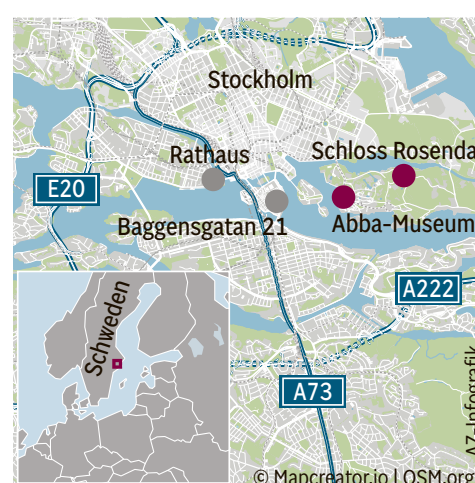 Stockholm
Rathaus
Schloss Rosenda
E20
Baggensgatan 21
Abba-Museum
A222
Schweden
A73
AZ-Infografik
© Mapcreator.io | OSM.org